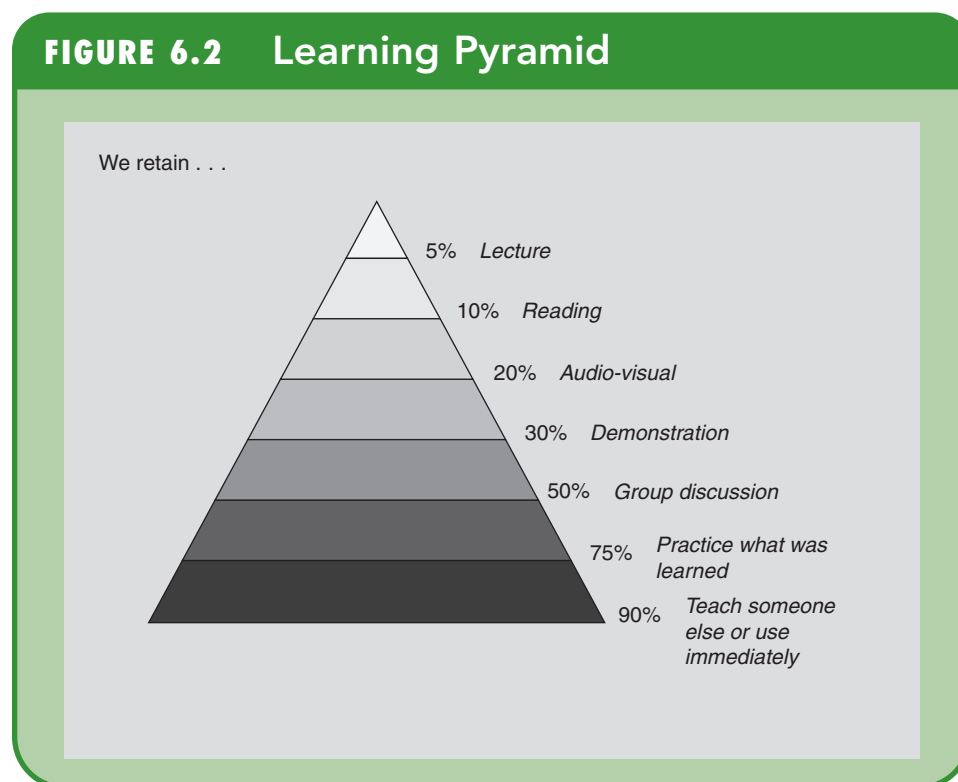 FIGURE 6.2 Learning Pyramid
We retain . . .
5% Lecture
10% Reading
20% Audio-visual
30% Demonstration
50% Group discussion
75% Practice what was
learned
90% Teach someone
else or use
immediately